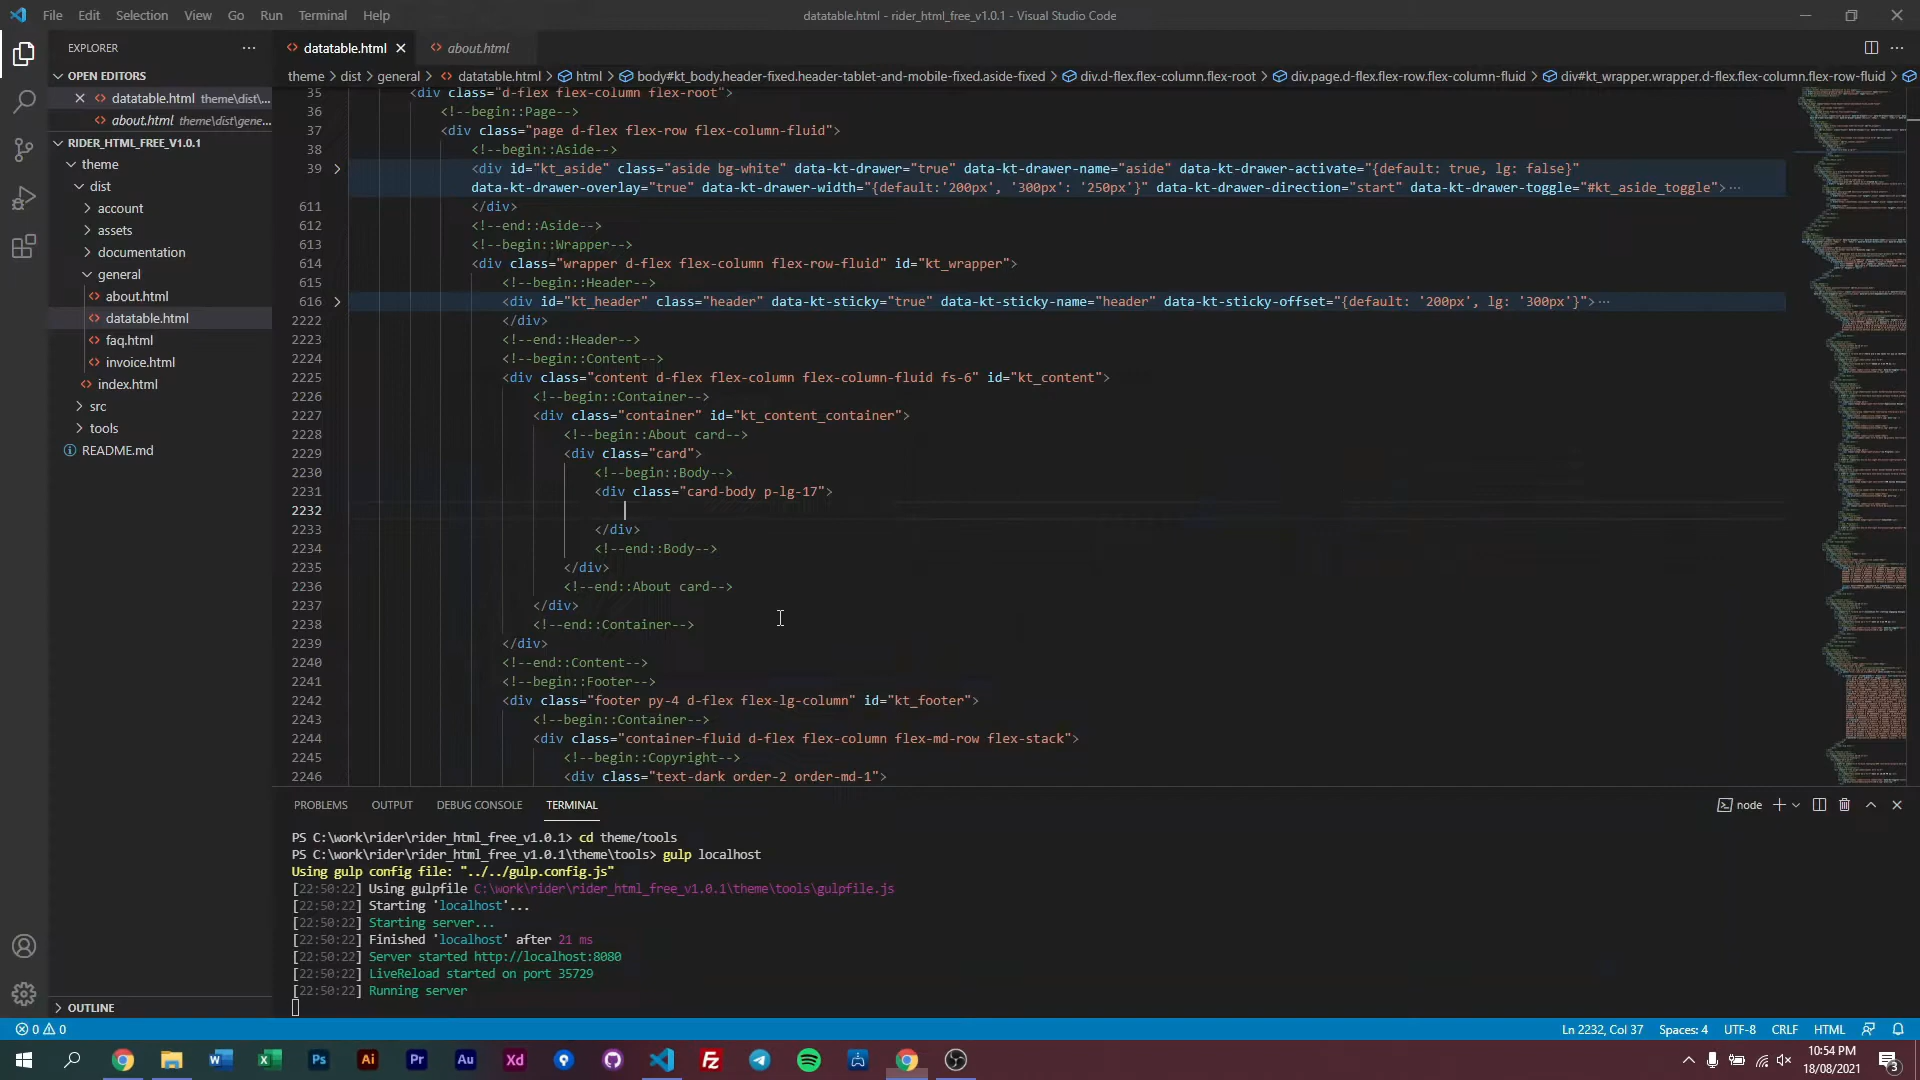 File Edit Selection View Go Run Terminal Help datatable.html - rider_html_free_v1.0.1 - Visual Studio Code
EXPLORER ···
OPEN EDITORS
datatable.html theme\dist\...
about.html theme\dist\gene...
RIDER_HTML_FREE_V1.0.1
theme
dist
account
assets
documentation
general
about.html
datatable.html
faq.html
invoice.html
index.html
src
tools
README.md
OUTLINE
datatable.html about.html
theme > dist > general > datatable.html > html > body#kt_body.header-fixed.header-tablet-and-mobile-fixed.aside-fixed > div.d-flex.flex-column.flex-root > div.page.d-flex.flex-row.flex-column-fluid > div#kt_wrapper.wrapper.d-flex.flex-column.flex-row-fluid >
35 <div class="d-flex flex-column flex-root">
36 <!--begin::Page-->
37 <div class="page d-flex flex-row flex-column-fluid">
38 <!--begin::Aside-->
39 <div id="kt_aside" class="aside bg-white" data-kt-drawer="true" data-kt-drawer-name="aside" data-kt-drawer-activate="{default: true, lg: false}"
data-kt-drawer-overlay="true" data-kt-drawer-width="{default:'200px', '300px': '250px'}" data-kt-drawer-direction="start" data-kt-drawer-toggle="#kt_aside_toggle">···
611 </div>
612 <!--end::Aside-->
613 <!--begin::Wrapper-->
614 <div class="wrapper d-flex flex-column flex-row-fluid" id="kt_wrapper">
615 <!--begin::Header-->
616 <div id="kt_header" class="header" data-kt-sticky="true" data-kt-sticky-name="header" data-kt-sticky-offset="{default: '200px', lg: '300px'}">···
2222 </div>
2223 <!--end::Header-->
2224 <!--begin::Content-->
2225 <div class="content d-flex flex-column flex-column-fluid fs-6" id="kt_content">
2226 <!--begin::Container-->
2227 <div class="container" id="kt_content_container">
2228 <!--begin::About card-->
2229 <div class="card">
2230 <!--begin::Body-->
2231 <div class="card-body p-lg-17">
2232
2233 </div>
2234 <!--end::Body-->
2235 </div>
2236 <!--end::About card-->
2237 </div>
2238 <!--end::Container-->
2239 </div>
2240 <!--end::Content-->
2241 <!--begin::Footer-->
2242 <div class="footer py-4 d-flex flex-lg-column" id="kt_footer">
2243 <!--begin::Container-->
2244 <div class="container-fluid d-flex flex-column flex-md-row flex-stack">
2245 <!--begin::Copyright-->
2246 <div class="text-dark order-2 order-md-1">
PROBLEMS OUTPUT DEBUG CONSOLE TERMINAL node
PS C:\work\rider\rider_html_free_v1.0.1> cd theme/tools
PS C:\work\rider\rider_html_free_v1.0.1\theme\tools> gulp localhost
Using gulp config file: "../../gulp.config.js"
[22:50:22] Using gulpfile C:\work\rider\rider_html_free_v1.0.1\theme\tools\gulpfile.js
[22:50:22] Starting 'localhost'...
[22:50:22] Starting server...
[22:50:22] Finished 'localhost' after 21 ms
[22:50:22] Server started http://localhost:8080
[22:50:22] LiveReload started on port 35729
[22:50:22] Running server
0 0 Ln 2232, Col 37 Spaces: 4 UTF-8 CRLF HTML
W X Ps Ai Pr Au Xd Fz
10:54 PM
18/08/2021
3